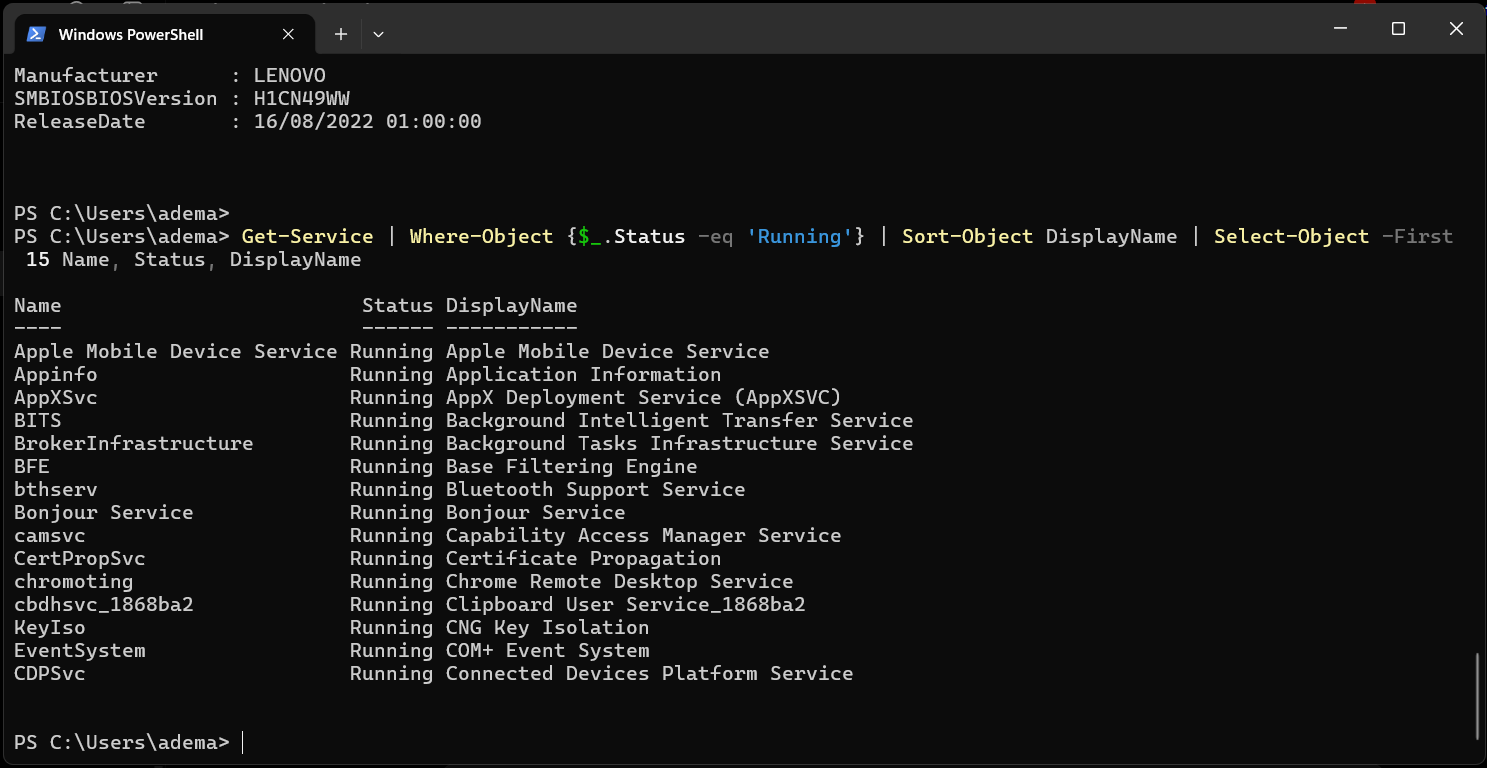 Windows PowerShell
Manufacturer      : LENOVO
SMBIOSBIOSVersion : H1CN49WW
ReleaseDate       : 16/08/2022 01:00:00
PS C:\Users\adema>
PS C:\Users\adema> Get-Service | Where-Object {$_.Status -eq 'Running'} | Sort-Object DisplayName | Select-Object -First
 15 Name, Status, DisplayName
Name                         Status DisplayName
----                         ------ -----------
Apple Mobile Device Service Running Apple Mobile Device Service
Appinfo                     Running Application Information
AppXSvc                     Running AppX Deployment Service (AppXSVC)
BITS                        Running Background Intelligent Transfer Service
BrokerInfrastructure        Running Background Tasks Infrastructure Service
BFE                         Running Base Filtering Engine
bthserv                     Running Bluetooth Support Service
Bonjour Service             Running Bonjour Service
camsvc                      Running Capability Access Manager Service
CertPropSvc                 Running Certificate Propagation
chromoting                  Running Chrome Remote Desktop Service
cbdhsvc_1868ba2             Running Clipboard User Service_1868ba2
KeyIso                      Running CNG Key Isolation
EventSystem                 Running COM+ Event System
CDPSvc                      Running Connected Devices Platform Service
PS C:\Users\adema>